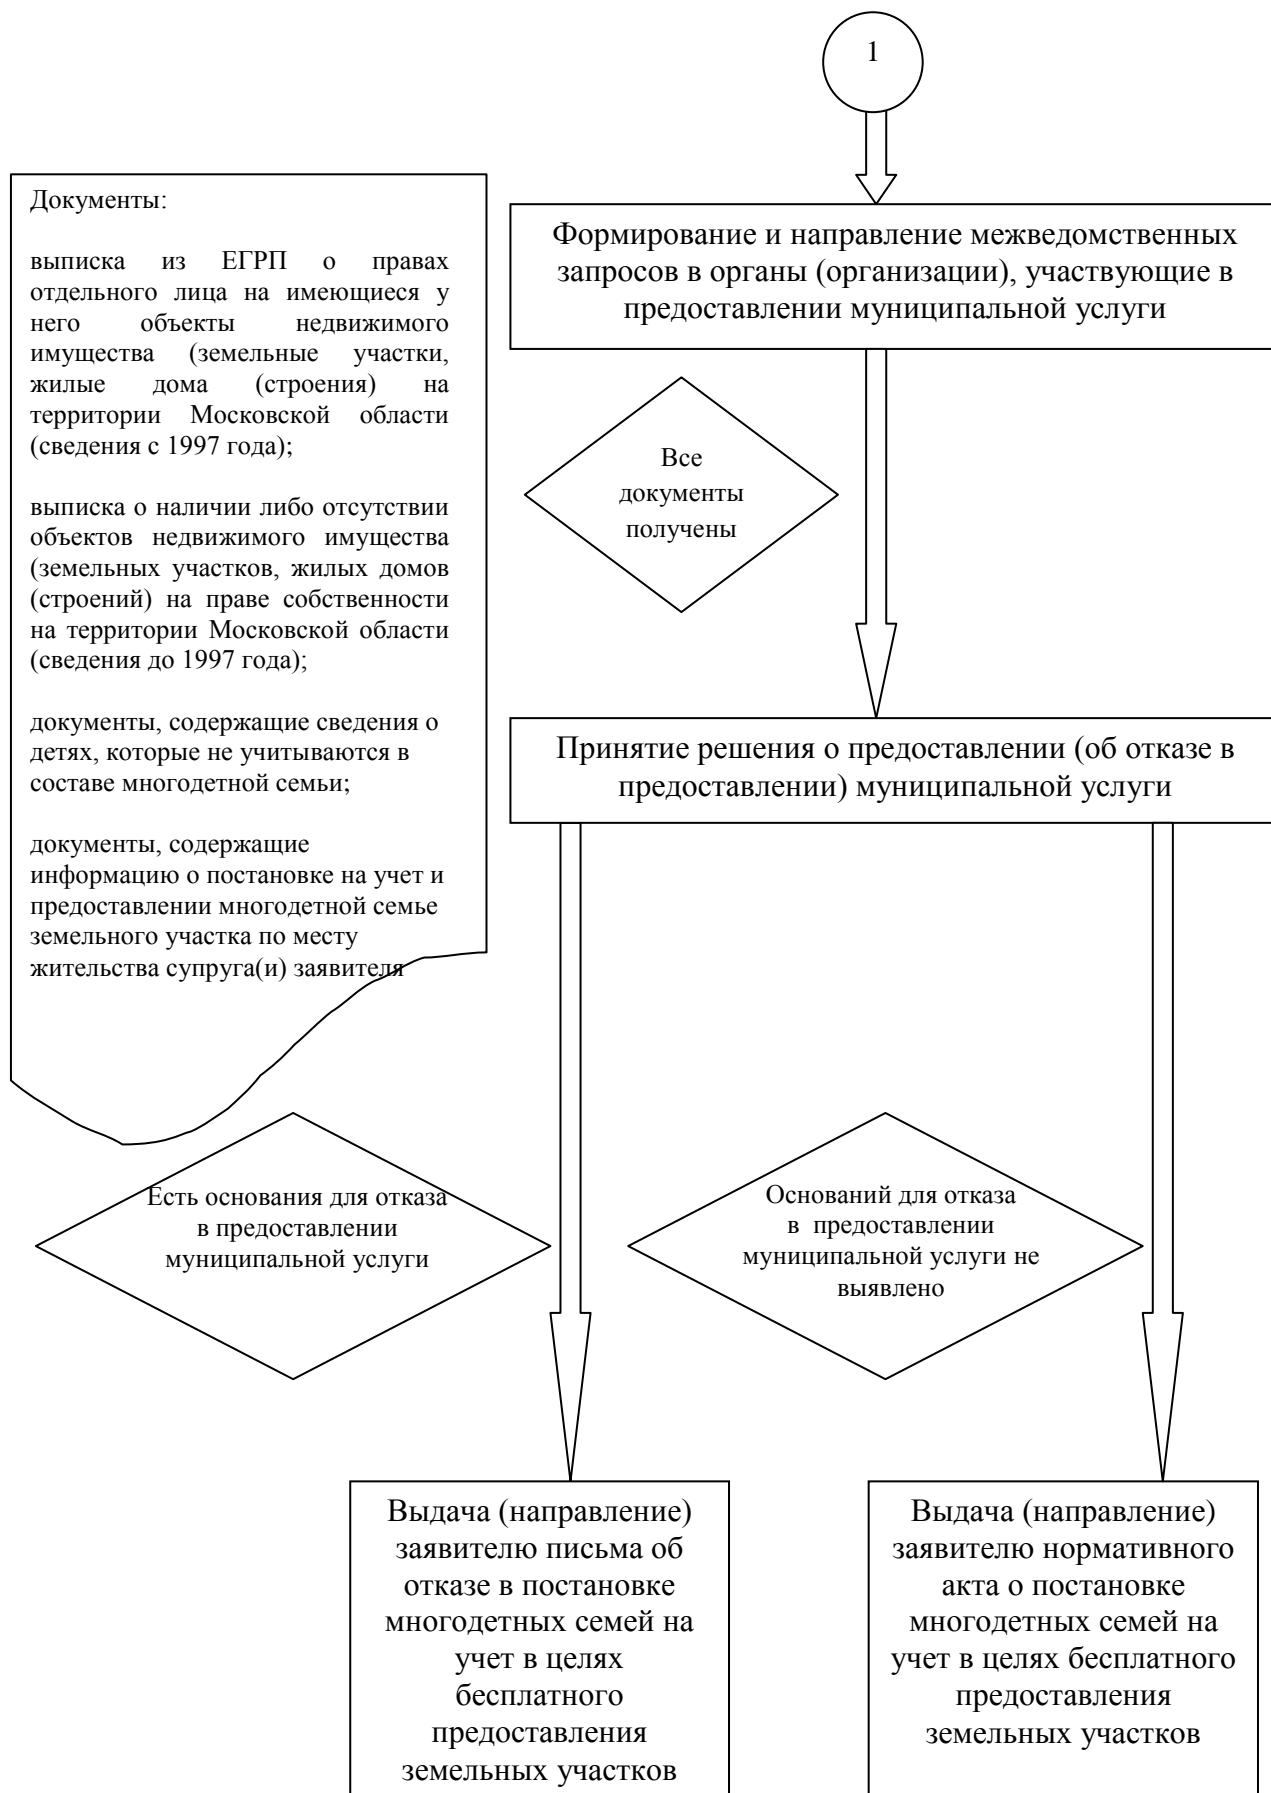 1
Документы:
выписка из ЕГРП о правах
отдельного лица на имеющиеся у
него объекты недвижимого
имущества (земельные участки,
жилые дома (строения) на
территории Московской области
(сведения с 1997 года);
выписка о наличии либо отсутствии
объектов недвижимого имущества
(земельных участков, жилых домов
(строений) на праве собственности
на территории Московской области
(сведения до 1997 года);
документы, содержащие сведения о
детях, которые не учитываются в
составе многодетной семьи;
документы, содержащие
информацию о постановке на учет и
предоставлении многодетной семье
земельного участка по месту
жительства супруга(и) заявителя
Формирование и направление межведомственных
запросов в органы (организации), участвующие в
предоставлении муниципальной услуги
Все
документы
получены
Принятие решения о предоставлении (об отказе в
предоставлении) муниципальной услуги
Есть основания для отказа
в предоставлении
муниципальной услуги
Оснований для отказа
в предоставлении
муниципальной услуги не
выявлено
Выдача (направление)
заявителю письма об
отказе в постановке
многодетных семей на
учет в целях
бесплатного
предоставления
земельных участков
Выдача (направление)
заявителю нормативного
акта о постановке
многодетных семей на
учет в целях бесплатного
предоставления
земельных участков